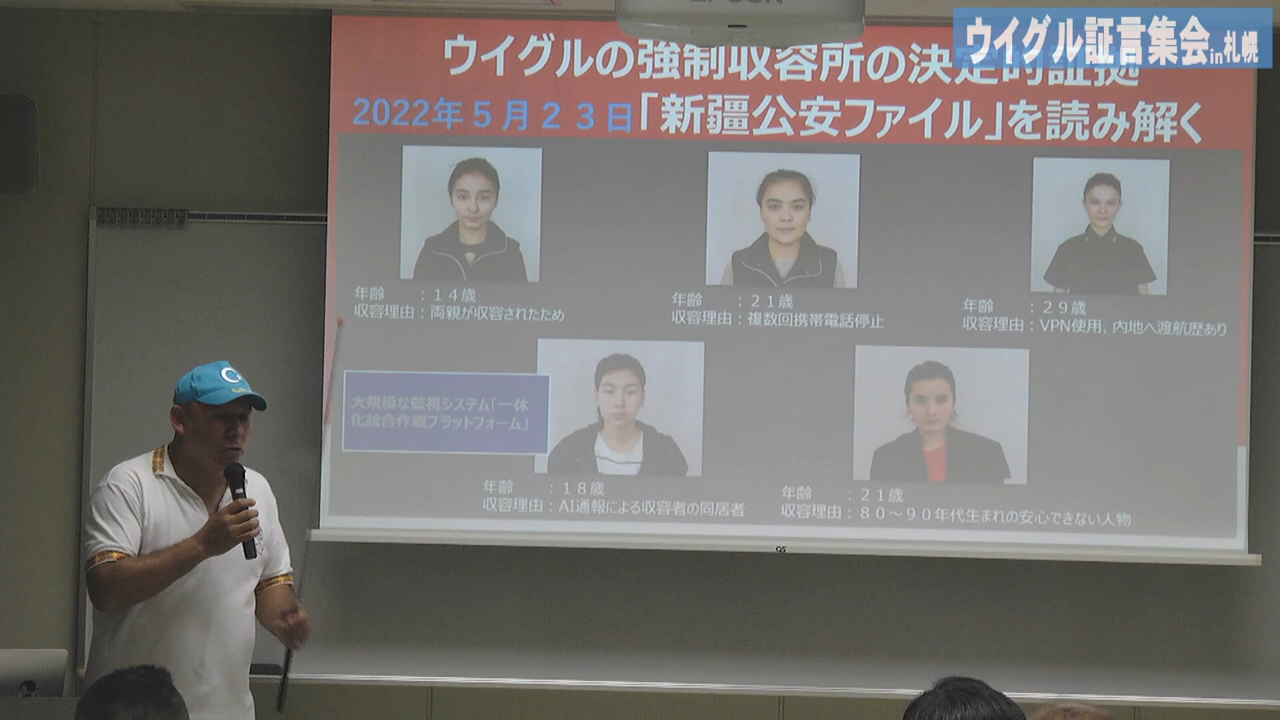 EPSON
ウイグル証言集会in札幌
ウイグルの強制収容所の決定的証拠
2022年５月２３日「新疆公安ファイル」を読み解く
年齢　：１４歳
収容理由：両親が収容されたため
年齢　：２１歳
収容理由：複数回携帯電話停止
年齢　：２９歳
収容理由：VPN使用、内地へ渡航歴あり
大規模な監視システム「一体
化統合作戦プラットフォーム」
年齢　：１８歳
収容理由：AI通報による収容者の同居者
年齢　：２１歳
収容理由：８０～９０年代生まれの安心できない人物
OS